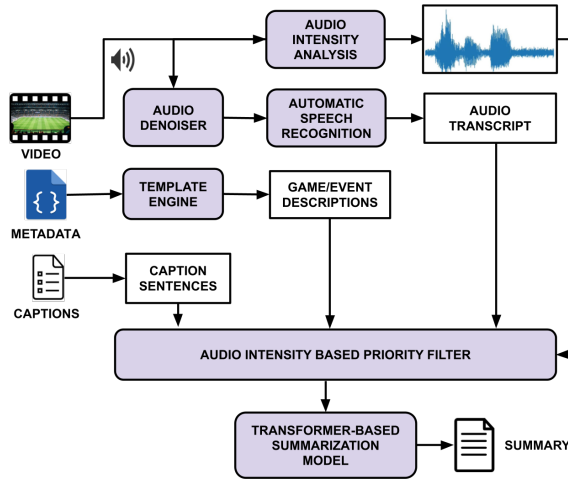 AUDIO
INTENSITY
ANALYSIS
VIDEO
AUDIO
DENOISER
AUTOMATIC
SPEECH
RECOGNITION
AUDIO
TRANSCRIPT
METADATA
{ }
TEMPLATE
ENGINE
GAME/EVENT
DESCRIPTIONS
CAPTIONS
CAPTION
SENTENCES
AUDIO INTENSITY BASED PRIORITY FILTER
TRANSFORMER-BASED
SUMMARIZATION
MODEL
SUMMARY